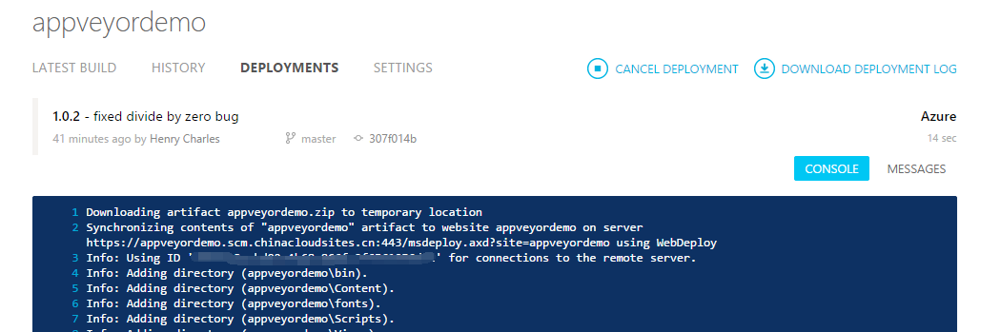 appveyordemo
LATEST BUILD HISTORY DEPLOYMENTS SETTINGS CANCEL DEPLOYMENT DOWNLOAD DEPLOYMENT LOG
1.0.2 - fixed divide by zero bug Azure
41 minutes ago by Henry Charles master 307f014b 14 sec
CONSOLE MESSAGES
1 Downloading artifact appveyordemo.zip to temporary location
2 Synchronizing contents of "appveyordemo" artifact to website appveyordemo on server
https://appveyordemo.scm.chinacloudsites.cn:443/msdeploy.axd?site=appveyordemo using WebDeploy
3 Info: Using ID ' ' for connections to the remote server.
4 Info: Adding directory (appveyordemo\bin).
5 Info: Adding directory (appveyordemo\Content).
6 Info: Adding directory (appveyordemo\fonts).
7 Info: Adding directory (appveyordemo\Scripts).